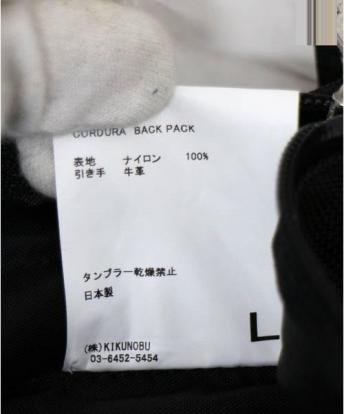 CORDURA BACK PACK
表地 ナイロン 100%
引き手 牛革
タンブラー乾燥禁止
日本製
L
(株)KIKUNOBU
03-6452-5454